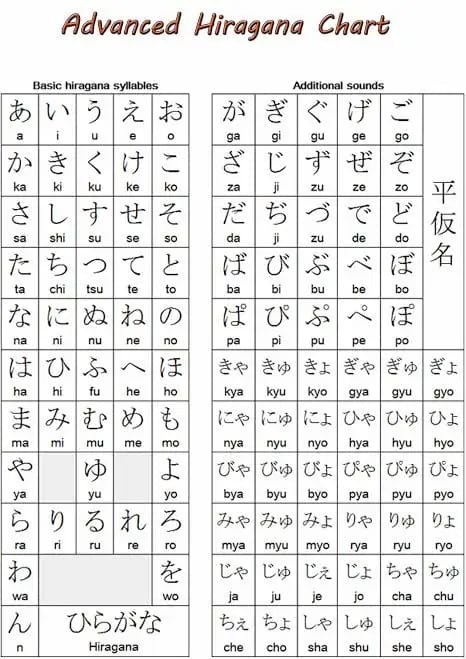 Advanced Hiragana Chart
Basic hiragana syllables
あ い う え お
a i u e o
か き く け こ
ka ki ku ke ko
さ し す せ そ
sa shi su se so
た ち つ て と
ta chi tsu te to
な に ぬ ね の
na ni nu ne no
は ひ ふ へ ほ
ha hi fu he ho
ま み む め も
ma mi mu me mo
や ゆ よ
ya yu yo
ら り る れ ろ
ra ri ru re ro
わ を
wa wo
ん ひらがな
n Hiragana
Additional sounds
が ぎ ぐ げ ご
ga gi gu ge go
ざ じ ず ぜ ぞ
za ji zu ze zo
だ ぢ づ で ど
da ji zu de do
ば び ぶ べ ぼ
ba bi bu be bo
ぱ ぴ ぷ ぺ ぽ
pa pi pu pe po
平仮名
きゃ きゅ きょ ぎゃ ぎゅ ぎょ
kya kyu kyo gya gyu gyo
にゃ にゅ にょ ひゃ ひゅ ひょ
nya nyu nyo hya hyu hyo
びゃ びゅ びょ ぴゃ ぴゅ ぴょ
bya byu byo pya pyu pyo
みゃ みゅ みょ りゃ りゅ りょ
mya myu myo rya ryu ryo
じゃ じゅ じぇ じょ ちゃ ちゅ
ja ju je jo cha chu
ちぇ ちょ しゃ しゅ しぇ しょ
che cho sha shu she sho